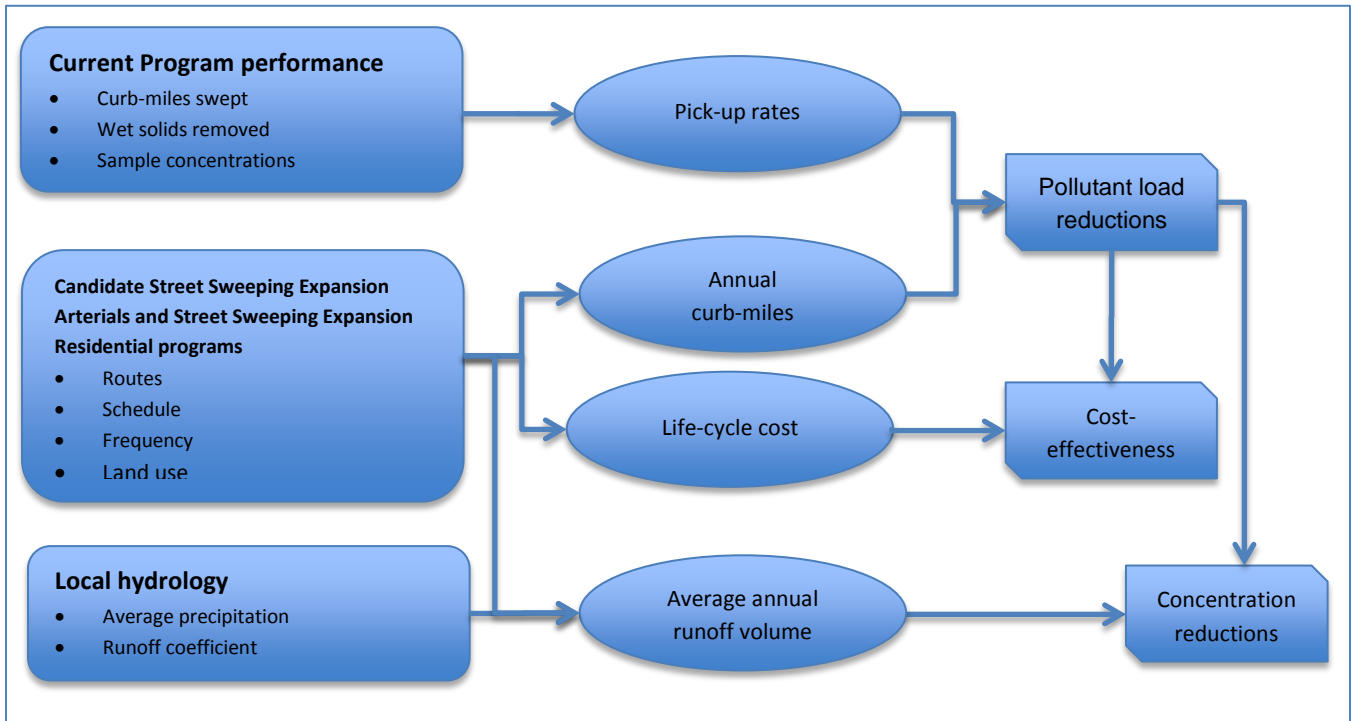 Current Program performance
• Curb-miles swept
• Wet solids removed
• Sample concentrations
Pick-up rates
Pollutant load
reductions
Candidate Street Sweeping Expansion
Arterials and Street Sweeping Expansion
Residential programs
• Routes
• Schedule
• Frequency
• Land use
Annual
curb-miles
Life-cycle cost
Cost-
effectiveness
Local hydrology
• Average precipitation
• Runoff coefficient
Average annual
runoff volume
Concentration
reductions